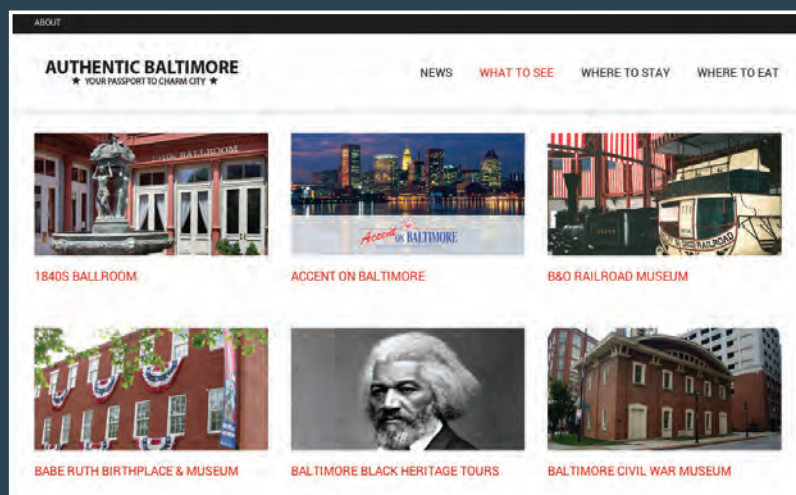 ABOUT
AUTHENTIC BALTIMORE
★ YOUR PASSPORT TO CHARM CITY ★
NEWS WHAT TO SEE WHERE TO STAY WHERE TO EAT
1840S BALLROOM
Accent ON BALTIMORE
RAILROAD
1840S BALLROOM ACCENT ON BALTIMORE B&O RAILROAD MUSEUM
BABE RUTH BIRTHPLACE & MUSEUM BALTIMORE BLACK HERITAGE TOURS BALTIMORE CIVIL WAR MUSEUM